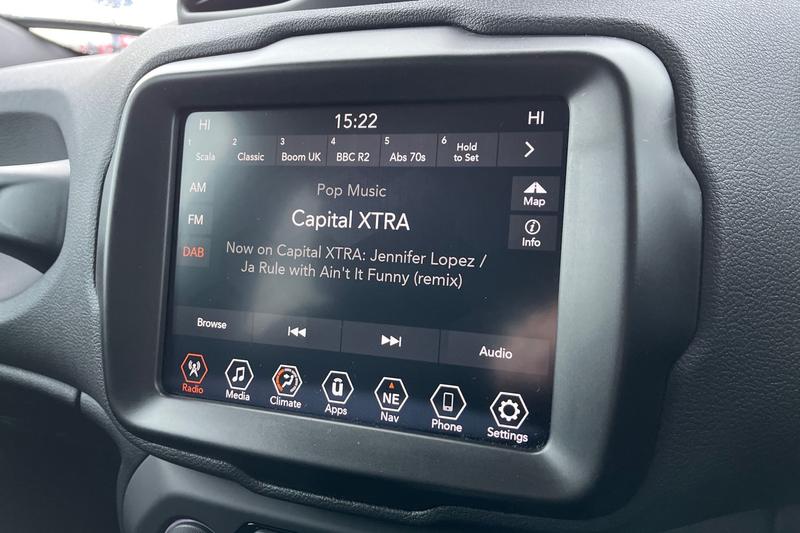 HI 15:22 HI
1 Scala 2 Classic 3 Boom UK 4 BBC R2 5 Abs 70s 6 Hold to Set
AM
Pop Music
Map
FM
Capital XTRA
Info
DAB
Now on Capital XTRA: Jennifer Lopez /
Ja Rule with Ain't It Funny (remix)
Browse Audio
Radio Media Climate Apps NE Nav Phone Settings